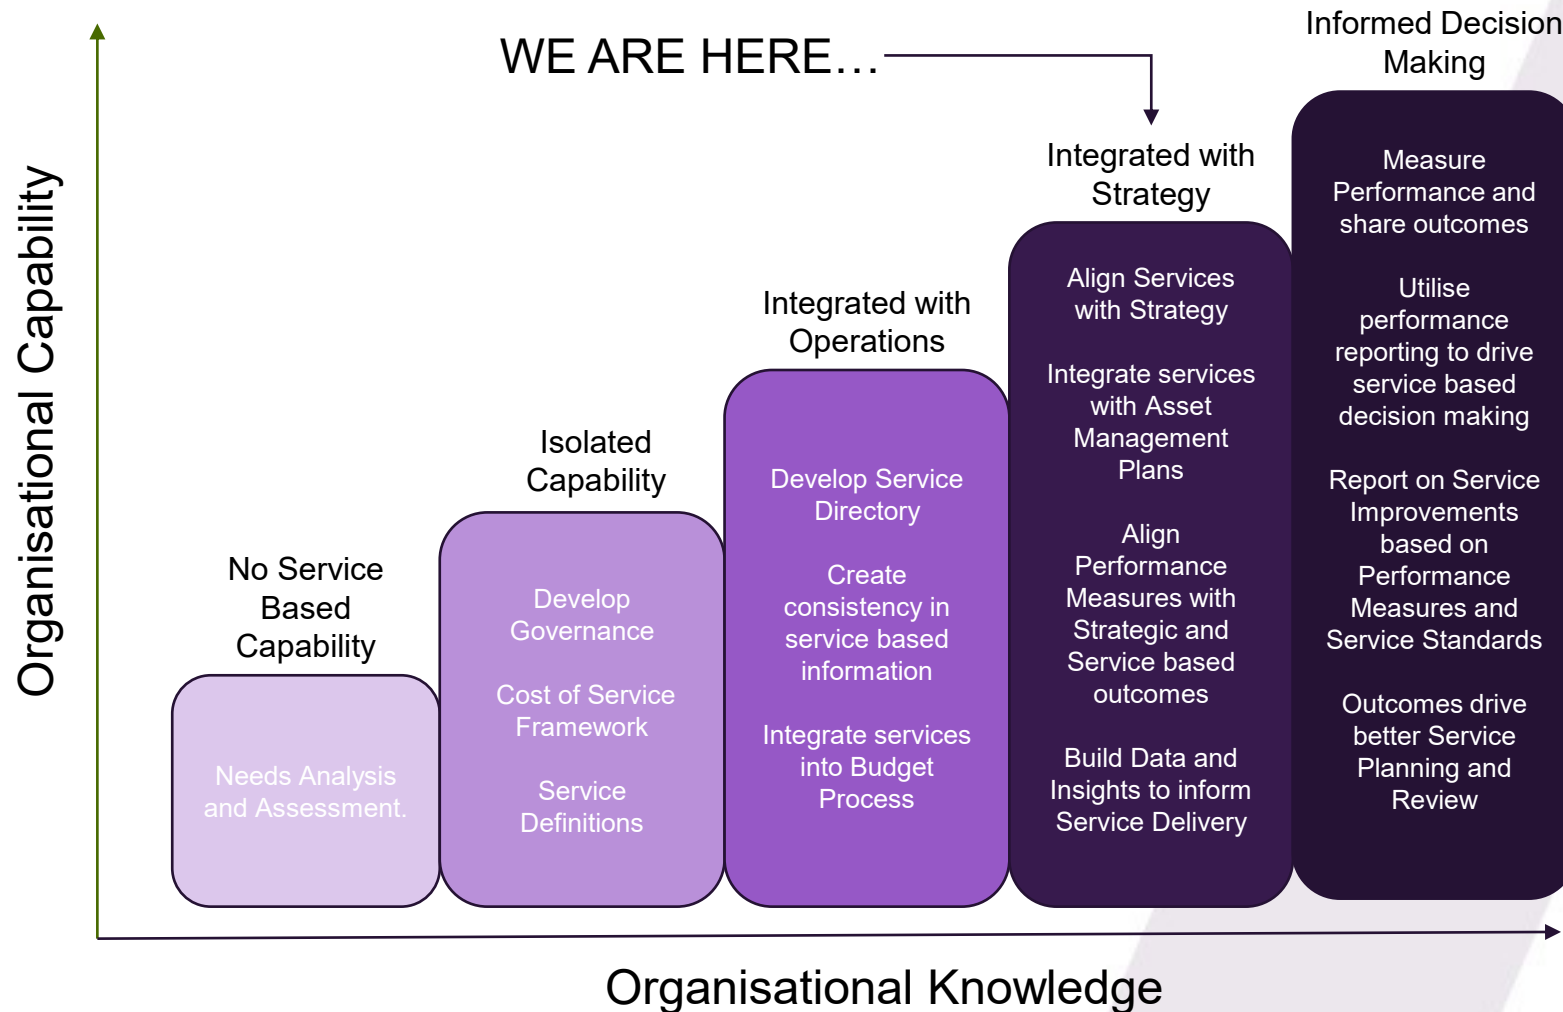 Organisational Capability
WE ARE HERE…
No Service
Based
Capability
Needs Analysis
and Assessment.
Isolated
Capability
Develop
Governance
Cost of Service
Framework
Service
Definitions
Integrated with
Operations
Develop Service
Directory
Create
consistency in
service based
information
Integrate services
into Budget
Process
Integrated with
Strategy
Align Services
with Strategy
Integrate services
with Asset
Management
Plans
Align
Performance
Measures with
Strategic and
Service based
outcomes
Build Data and
Insights to inform
Service Delivery
Informed Decision
Making
Measure
Performance and
share outcomes
Utilise
performance
reporting to drive
service based
decision making
Report on Service
Improvements
based on
Performance
Measures and
Service Standards
Outcomes drive
better Service
Planning and
Review
Organisational Knowledge